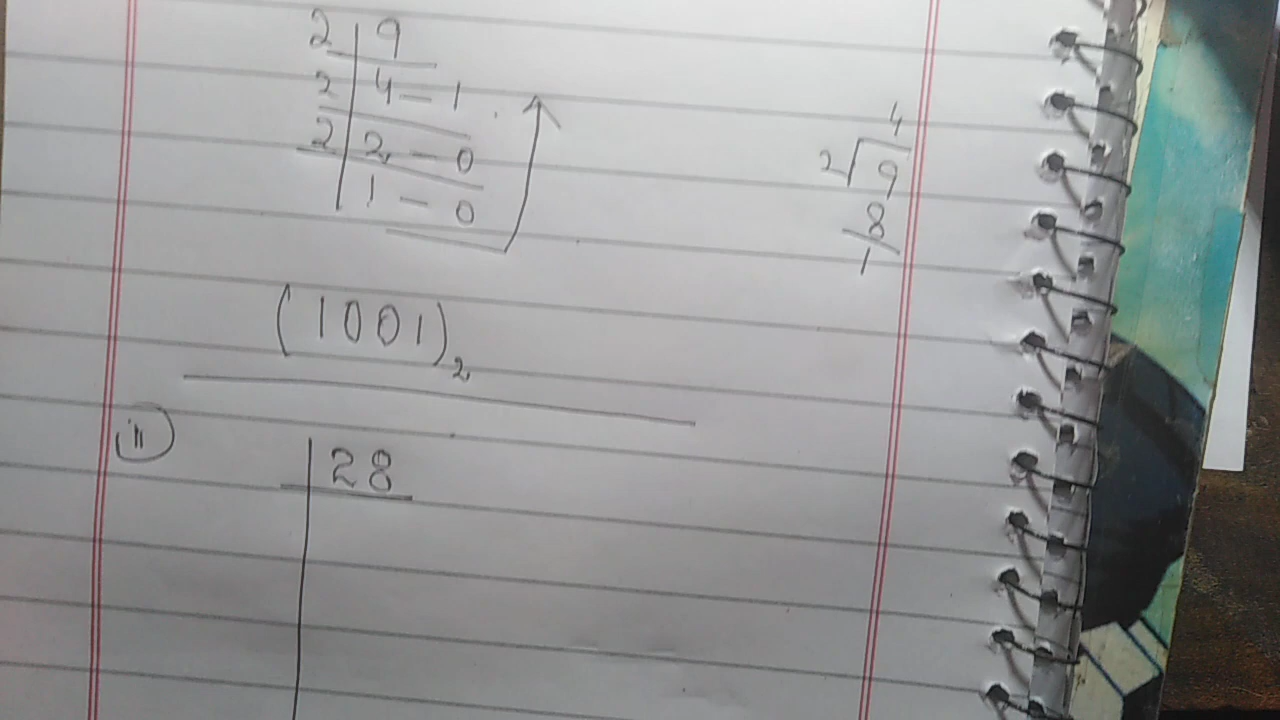 2 | 9
2 | 4 – 1
2 | 2 – 0
1 – 0
4
2 √ 9
8
1
(1001)₂
ii
28